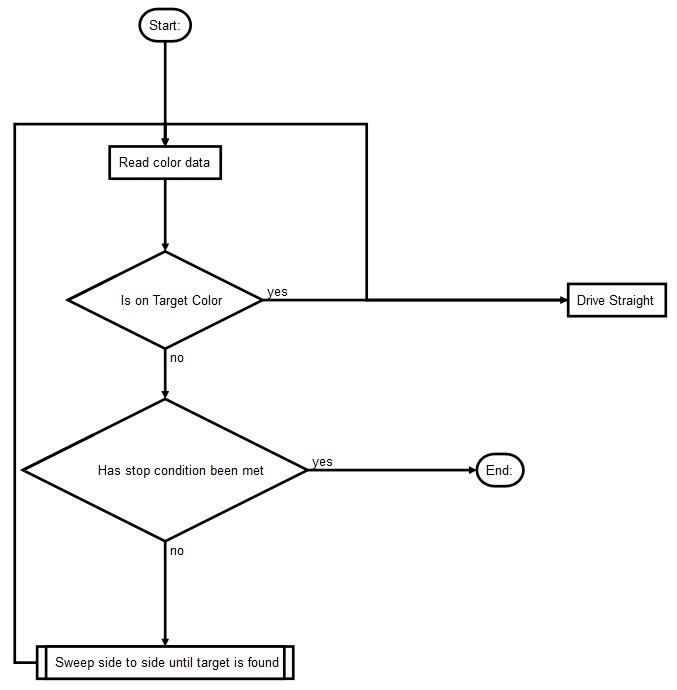 Start:
Read color data
Is on Target Color
yes
Drive Straight
no
Has stop condition been met
yes
End:
no
Sweep side to side until target is found